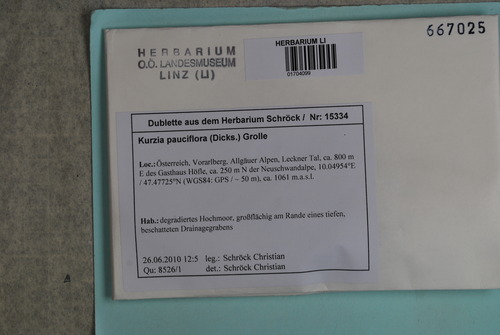 667025
HERBARIUM
O.Ö. LANDESMUSEUM
LINZ (LI)
HERBARIUM LI
01704099
Dublette aus dem Herbarium Schröck / Nr: 15334
Kurzia pauciflora (Dicks.) Grolle
Loc.: Österreich, Vorarlberg. Allgäuer Alpen, Leckner Tal, ca. 800 m
E des Gasthaus Höfle, ca. 250 m N der Neuschwandalpe, 10.04954°E
/ 47.47725°N (WGS84: GPS / ~ 50 m), ca. 1061 m.a.s.l.
Hab.: degradiertes Hochmoor, großflächig am Rande eines tiefen,
beschatteten Drainagegrabens
26.06.2010 12:5 leg.: Schröck Christian
Qu: 8526/1 det.: Schröck Christian